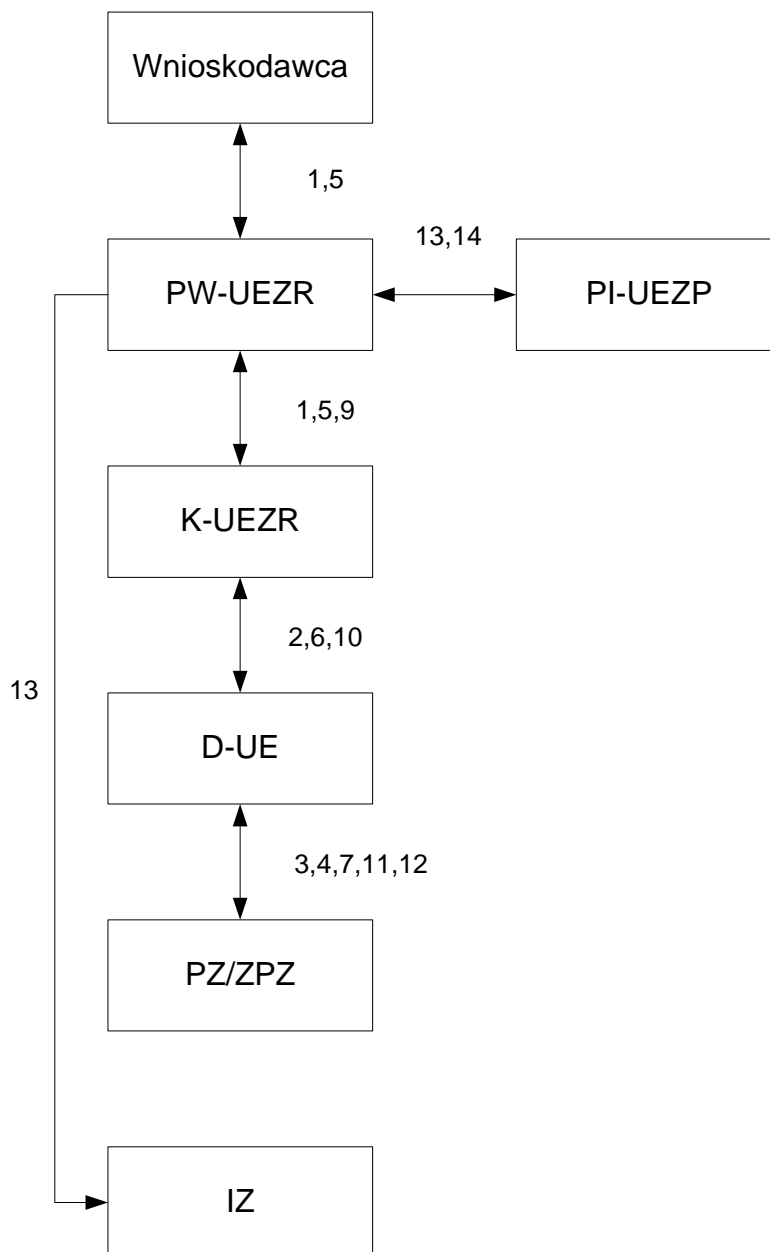 Wnioskodawca
1,5
13,14
PW-UEZR
PI-UEZP
1,5,9
K-UEZR
2,6,10
13
D-UE
3,4,7,11,12
PZ/ZPZ
IZ